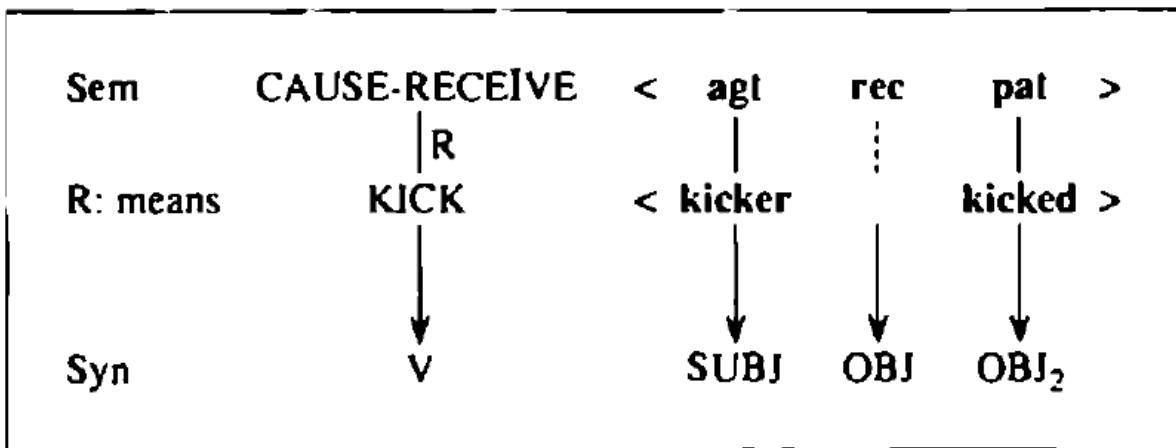 Sem CAUSE-RECEIVE < agt rec pat >
R
R: means KICK < kicker kicked >
Syn V SUBJ OBJ OBJ₂